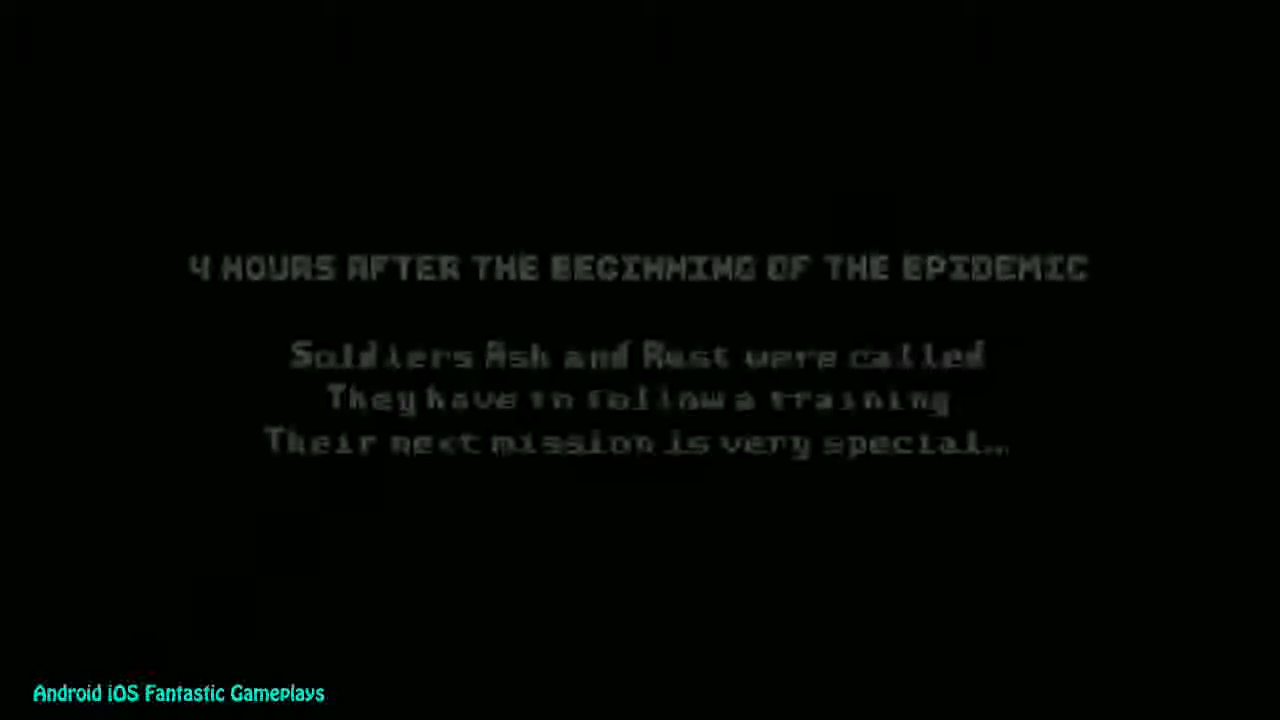 4 HOURS AFTER THE BEGINNING OF THE EPIDEMIC
Soldiers Ash and Rust were called
They have to follow a training
Their next mission is very special...
Android iOS Fantastic Gameplays